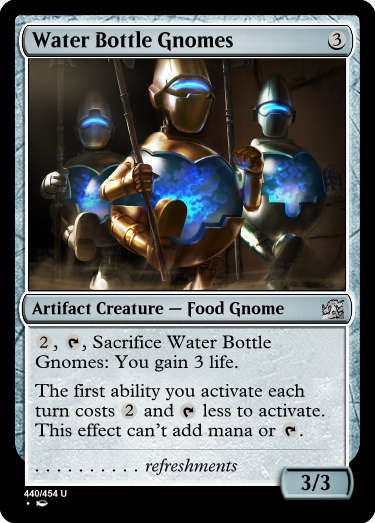 Water Bottle Gnomes 3
Artifact Creature — Food Gnome
2, , Sacrifice Water Bottle
Gnomes: You gain 3 life.
The first ability you activate each
turn costs 2 and less to activate.
This effect can't add mana or .
. . . . . . . . . . refreshments
3/3
440/454 U